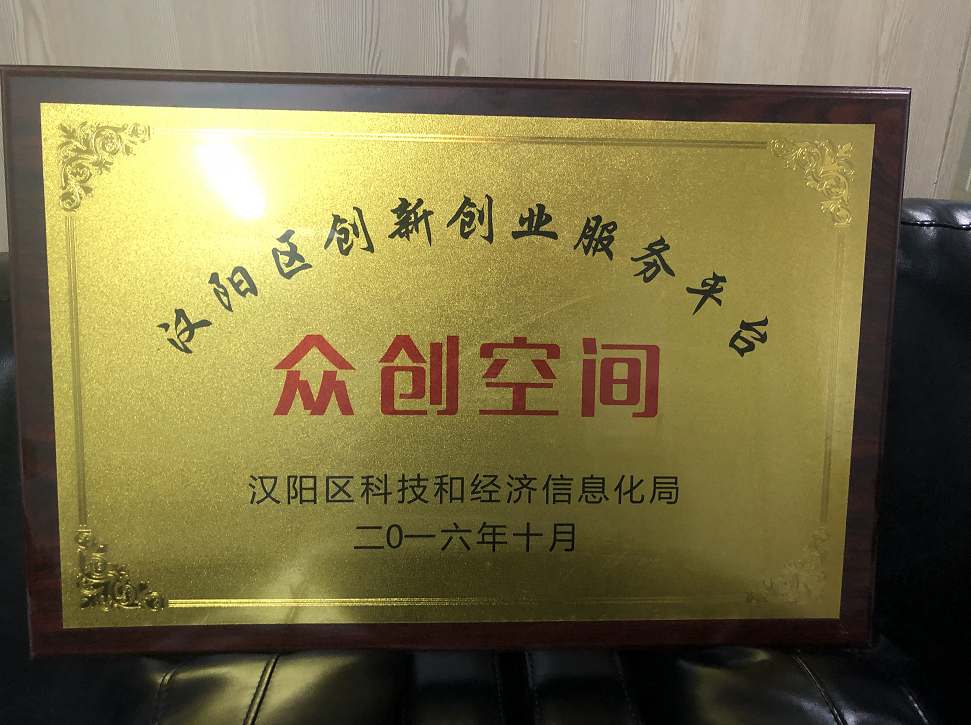 汉阳区创新创业服务平台
众创空间
汉阳区科技和经济信息化局
二0一六年十月